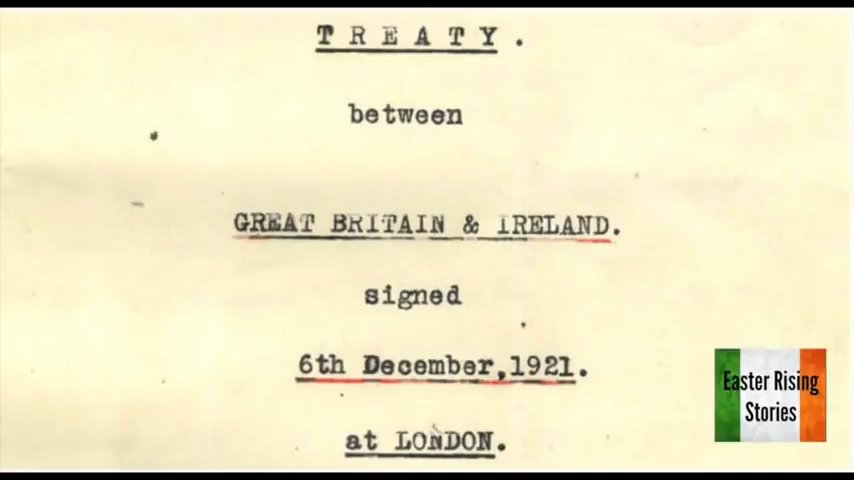 TREATY.
between
GREAT BRITAIN & IRELAND.
signed
6th December,1921.
at LONDON.
Easter Rising
Stories